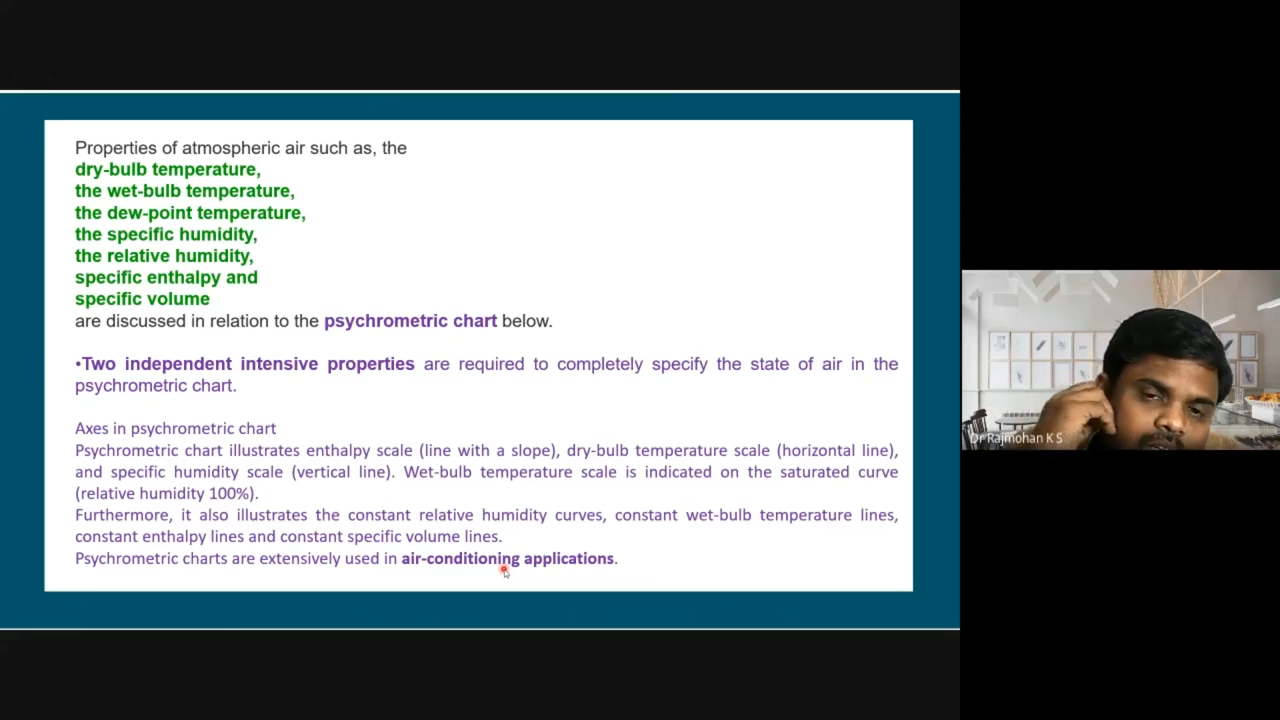 Properties of atmospheric air such as, the
dry-bulb temperature,
the wet-bulb temperature,
the dew-point temperature,
the specific humidity,
the relative humidity,
specific enthalpy and
specific volume
are discussed in relation to the psychrometric chart below.
•Two independent intensive properties are required to completely specify the state of air in the
psychrometric chart.
Axes in psychrometric chart
Psychrometric chart illustrates enthalpy scale (line with a slope), dry-bulb temperature scale (horizontal line),
and specific humidity scale (vertical line). Wet-bulb temperature scale is indicated on the saturated curve
(relative humidity 100%).
Furthermore, it also illustrates the constant relative humidity curves, constant wet-bulb temperature lines,
constant enthalpy lines and constant specific volume lines.
Psychrometric charts are extensively used in air-conditioning applications.
Dr Rajmohan K S